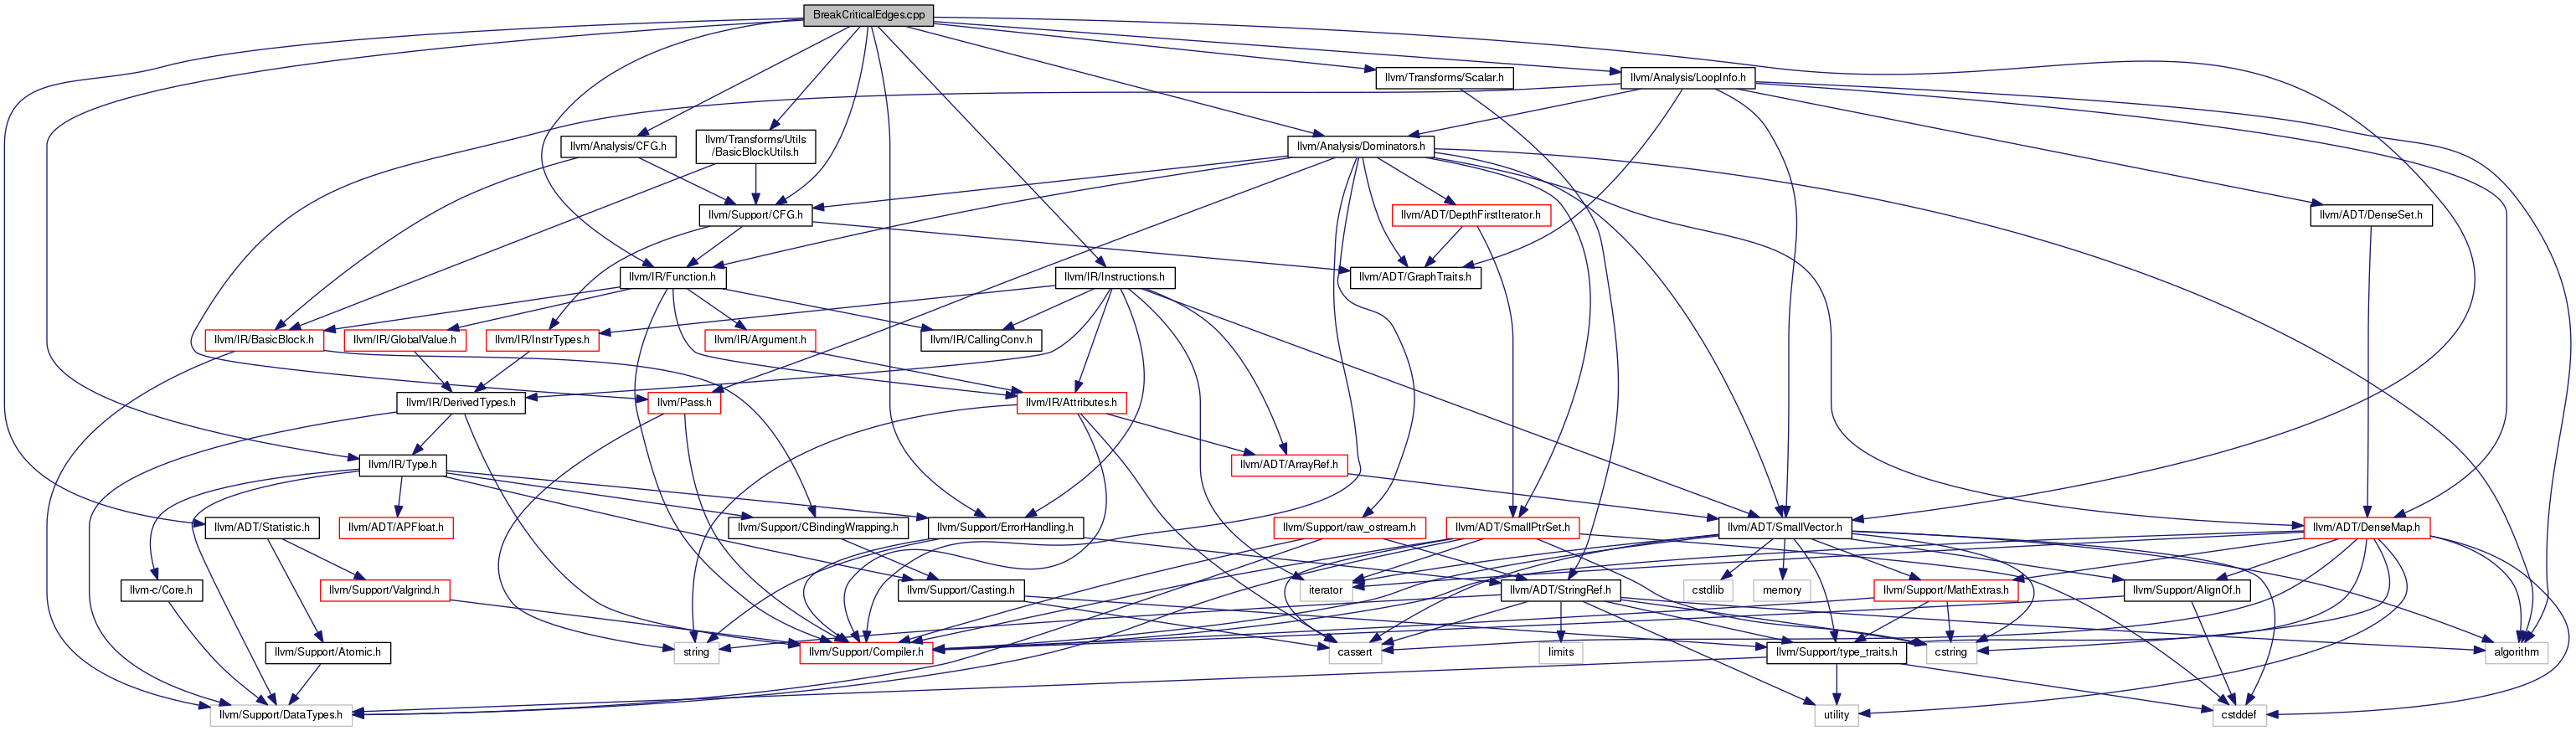 BreakCriticalEdges.cpp
llvm/Transforms/Scalar.h
llvm/Analysis/LoopInfo.h
llvm/Analysis/CFG.h
llvm/Transforms/Utils
/BasicBlockUtils.h
llvm/Analysis/Dominators.h
llvm/Support/CFG.h
llvm/ADT/DepthFirstIterator.h
llvm/ADT/DenseSet.h
llvm/IR/Function.h
llvm/IR/Instructions.h
llvm/ADT/GraphTraits.h
llvm/IR/BasicBlock.h
llvm/IR/GlobalValue.h
llvm/IR/InstrTypes.h
llvm/IR/Argument.h
llvm/IR/CallingConv.h
llvm/IR/DerivedTypes.h
llvm/Pass.h
llvm/IR/Attributes.h
llvm/IR/Type.h
llvm/ADT/ArrayRef.h
llvm/ADT/Statistic.h
llvm/ADT/APFloat.h
llvm/Support/CBindingWrapping.h
llvm/Support/ErrorHandling.h
llvm/Support/raw_ostream.h
llvm/ADT/SmallPtrSet.h
llvm/ADT/SmallVector.h
llvm/ADT/DenseMap.h
llvm-c/Core.h
llvm/Support/Valgrind.h
llvm/Support/Casting.h
iterator
llvm/ADT/StringRef.h
cstdlib
memory
llvm/Support/MathExtras.h
llvm/Support/AlignOf.h
llvm/Support/Atomic.h
string
llvm/Support/Compiler.h
cassert
limits
llvm/Support/type_traits.h
cstring
algorithm
llvm/Support/DataTypes.h
utility
cstddef